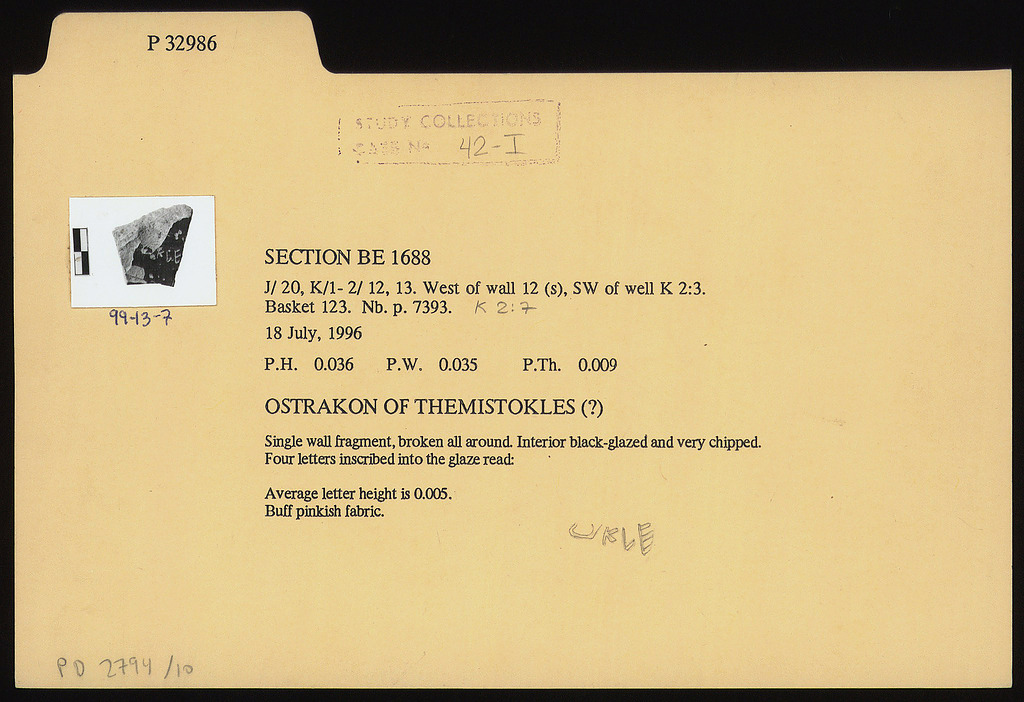 P 32986
STUDY COLLECTIONS
CASE No 42-I
99-13-7
SECTION BE 1688
J/ 20, K/1- 2/ 12, 13. West of wall 12 (s), SW of well K 2:3.
Basket 123. Nb. p. 7393. K 2:7
18 July, 1996
P.H. 0.036 P.W. 0.035 P.Th. 0.009
OSTRAKON OF THEMISTOKLES (?)
Single wall fragment, broken all around. Interior black-glazed and very chipped.
Four letters inscribed into the glaze read:
Average letter height is 0.005.
Buff pinkish fabric.
PD 2794/10